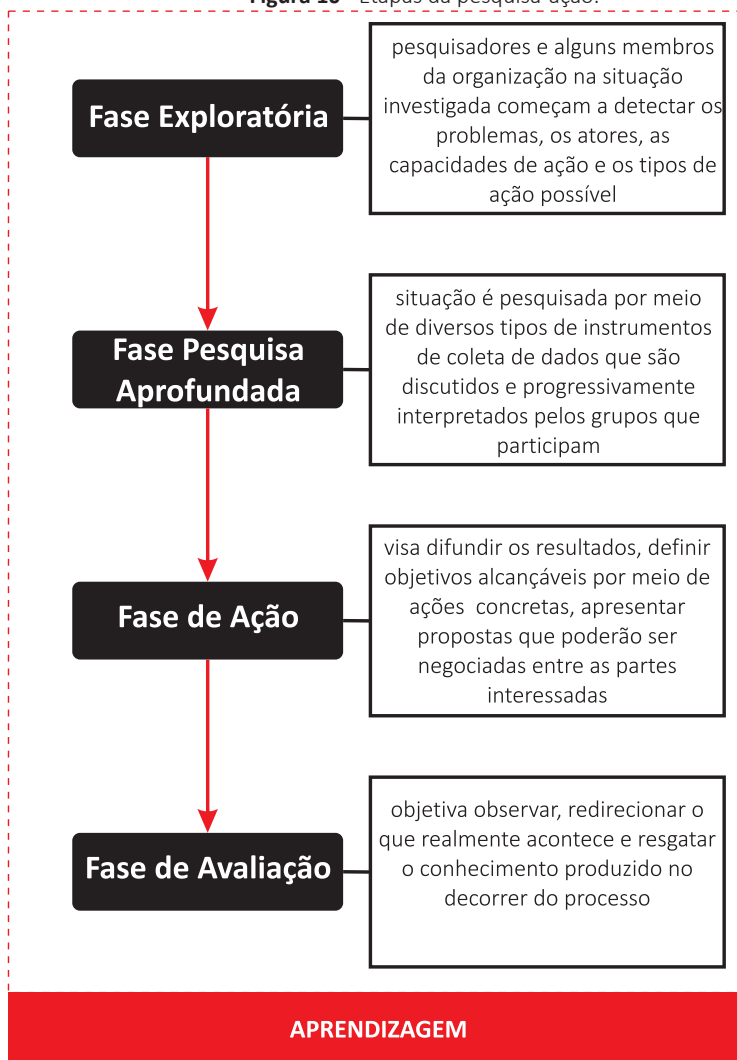 Figura 10 - Etapas da pesquisa-ação.
Fase Exploratória
pesquisadores e alguns membros
da organização na situação
investigada começam a detectar os
problemas, os atores, as
capacidades de ação e os tipos de
ação possível
Fase Pesquisa
Aprofundada
situação é pesquisada por meio
de diversos tipos de instrumentos
de coleta de dados que são
discutidos e progressivamente
interpretados pelos grupos que
participam
Fase de Ação
visa difundir os resultados, definir
objetivos alcançáveis por meio de
ações concretas, apresentar
propostas que poderão ser
negociadas entre as partes
interessadas
Fase de Avaliação
objetiva observar, redirecionar o
que realmente acontece e resgatar
o conhecimento produzido no
decorrer do processo
APRENDIZAGEM